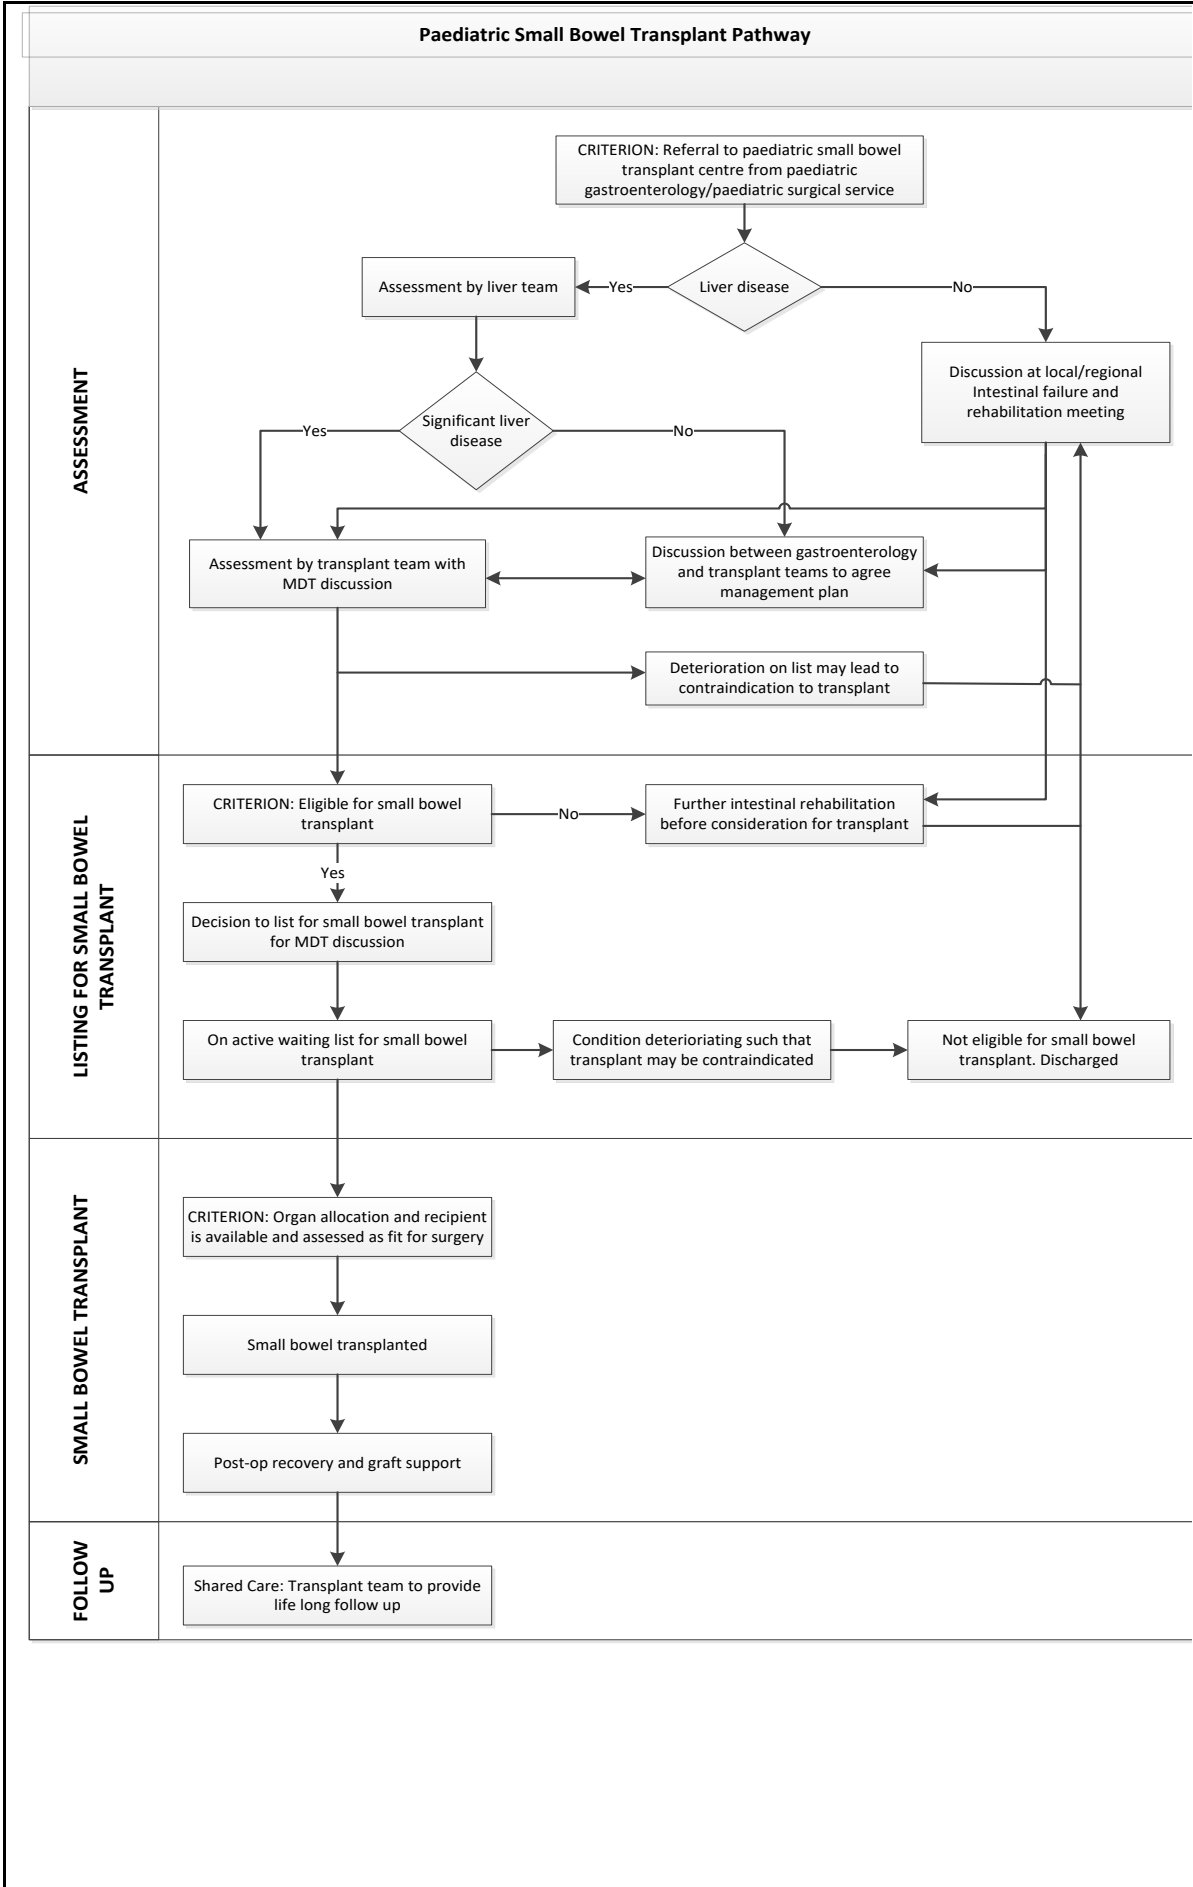 Paediatric Small Bowel Transplant Pathway
ASSESSMENT
CRITERION: Referral to paediatric small bowel
transplant centre from paediatric
gastroenterology/paediatric surgical service
Assessment by liver team
Yes
Liver disease
No
Discussion at local/regional
Intestinal failure and
rehabilitation meeting
Yes
Significant liver
disease
No
Assessment by transplant team with
MDT discussion
Discussion between gastroenterology
and transplant teams to agree
management plan
Deterioration on list may lead to
contraindication to transplant
LISTING FOR SMALL BOWEL
TRANSPLANT
CRITERION: Eligible for small bowel
transplant
No
Further intestinal rehabilitation
before consideration for transplant
Yes
Decision to list for small bowel transplant
for MDT discussion
On active waiting list for small bowel
transplant
Condition deteriorating such that
transplant may be contraindicated
Not eligible for small bowel
transplant. Discharged
SMALL BOWEL TRANSPLANT
CRITERION: Organ allocation and recipient
is available and assessed as fit for surgery
Small bowel transplanted
Post-op recovery and graft support
FOLLOW
UP
Shared Care: Transplant team to provide
life long follow up